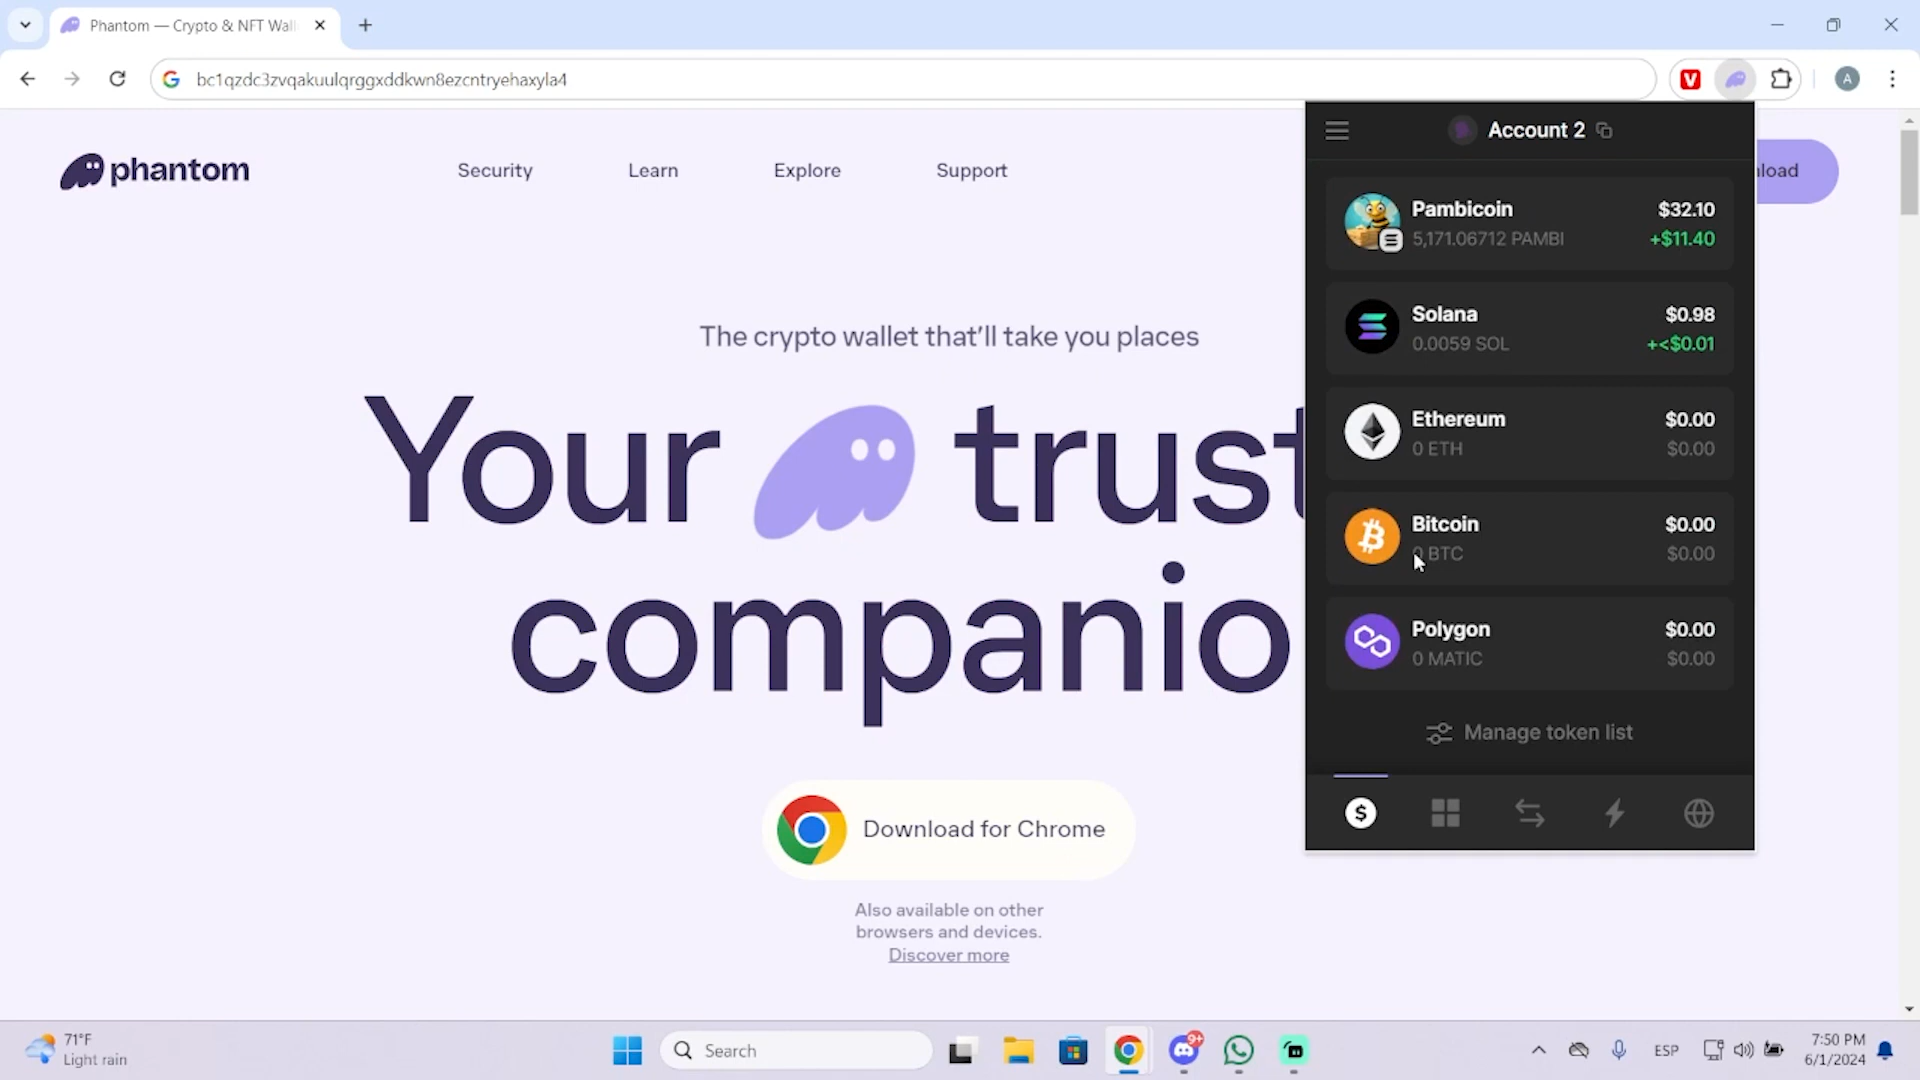 Phantom — Crypto & NFT Wall
bc1qzdc3zvqakuulqrggxddkwn8ezcntryehaxyla4
V
A
phantom
Security
Learn
Explore
Support
load
The crypto wallet that'll take you places
Your trust
companio
Download for Chrome
Also available on other
browsers and devices.
Discover more
Account 2
Pambicoin $32.10
5,171.06712 PAMBI +$11.40
Solana $0.98
0.0059 SOL +<$0.01
Ethereum $0.00
0 ETH $0.00
Bitcoin $0.00
0 BTC $0.00
Polygon $0.00
0 MATIC $0.00
Manage token list
71°F
Light rain
Search
9+
ESP
7:50 PM
6/1/2024